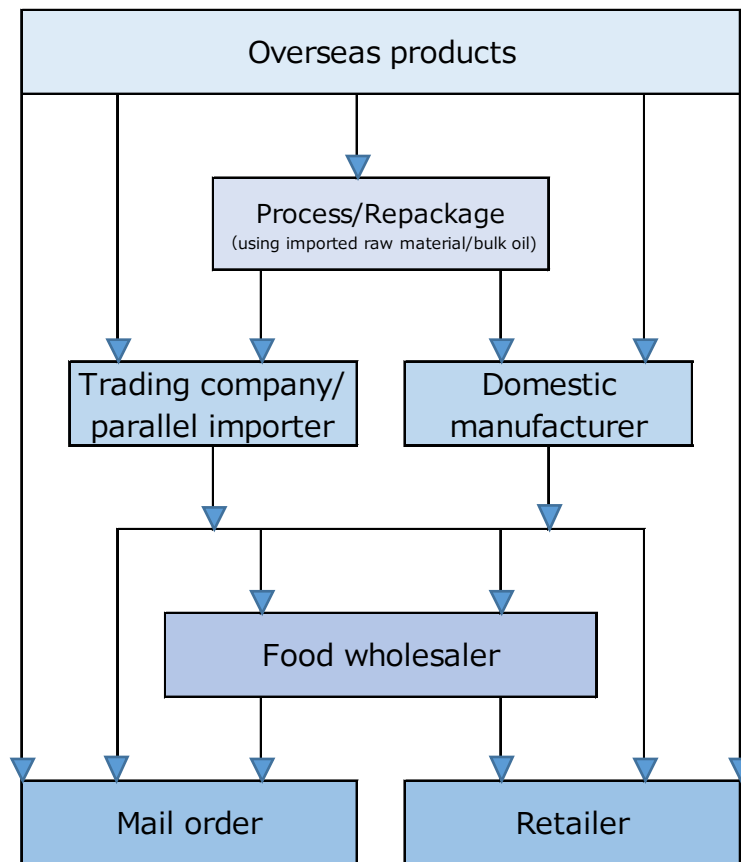 Overseas products
Process/Repackage
（using imported raw material/bulk oil)
Trading company/
parallel importer
Domestic
manufacturer
Food wholesaler
Mail order
Retailer